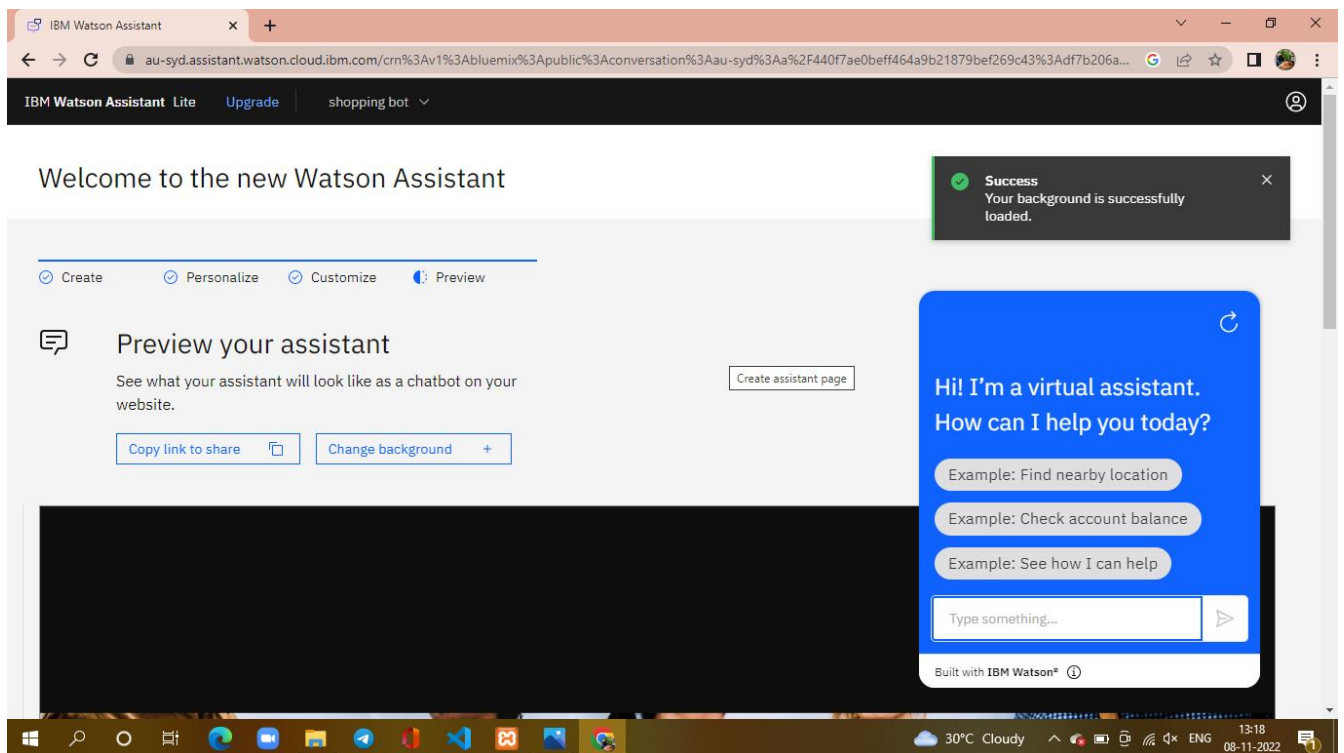 IBM Watson Assistant
au-syd.assistant.watson.cloud.ibm.com/crn%3Av1%3Abluemix%3Apublic%3Aconversation%3Aau-syd%3Aa%2F440f7ae0beff464a9b21879bef269c43%3Adf7b206a...
IBM Watson Assistant Lite Upgrade shopping bot
Welcome to the new Watson Assistant
Success
Your background is successfully
loaded.
Create Personalize Customize Preview
Preview your assistant
See what your assistant will look like as a chatbot on your
website.
Create assistant page
Copy link to share Change background +
Hi! I'm a virtual assistant.
How can I help you today?
Example: Find nearby location
Example: Check account balance
Example: See how I can help
Type something...
Built with IBM Watson®
30°C Cloudy ENG 13:18
08-11-2022
1